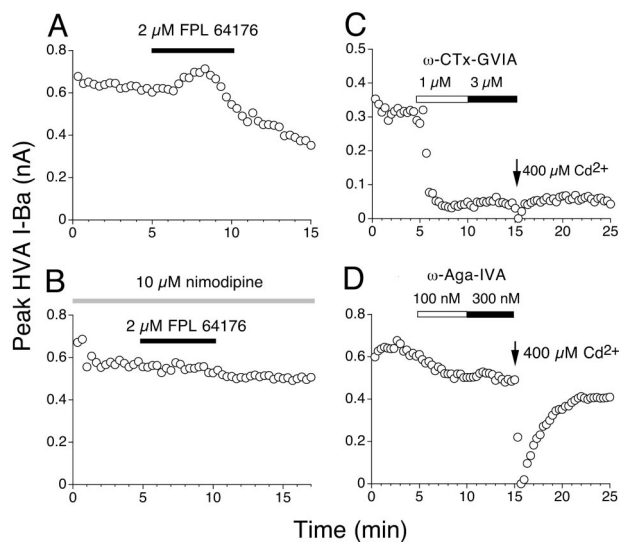 A
2 µM FPL 64176
0.8
0.6
0.4
0.2
0
0
5
10
15
B
10 µM nimodipine
2 µM FPL 64176
0.8
0.6
0.4
0.2
0
0
5
10
15
C
ω-CTx-GVIA
1 µM 3 µM
400 µM Cd2+
0.5
0.4
0.3
0.2
0.1
0
0
5
10
15
20
25
D
ω-Aga-IVA
100 nM 300 nM
400 µM Cd2+
0.8
0.6
0.4
0.2
0
0
5
10
15
20
25
Peak HVA I-Ba (nA)
Time (min)